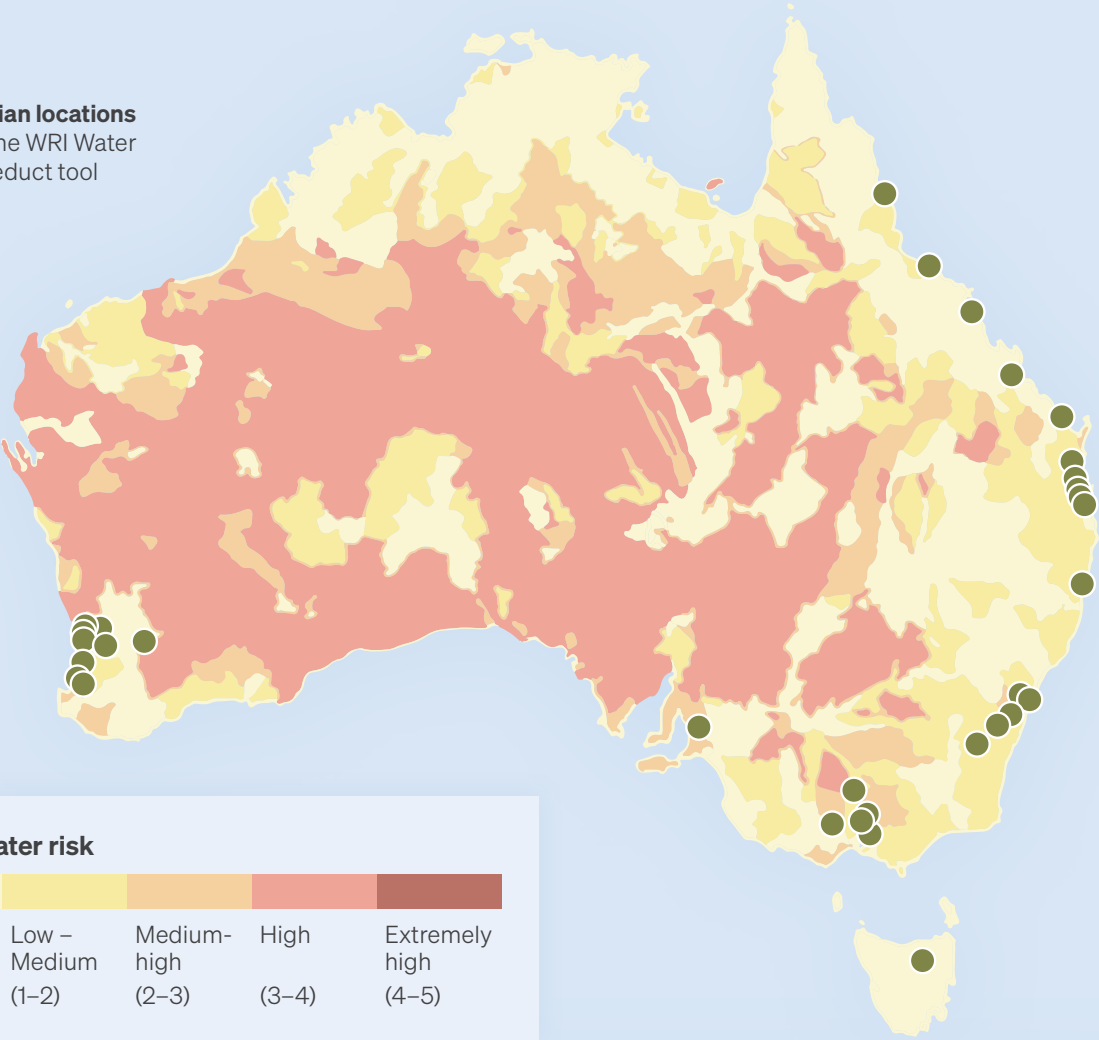 ian locations
he WRI Water
educt tool
ater risk
Low –
Medium
(1–2)
Medium-
high
(2–3)
High
(3–4)
Extremely
high
(4–5)